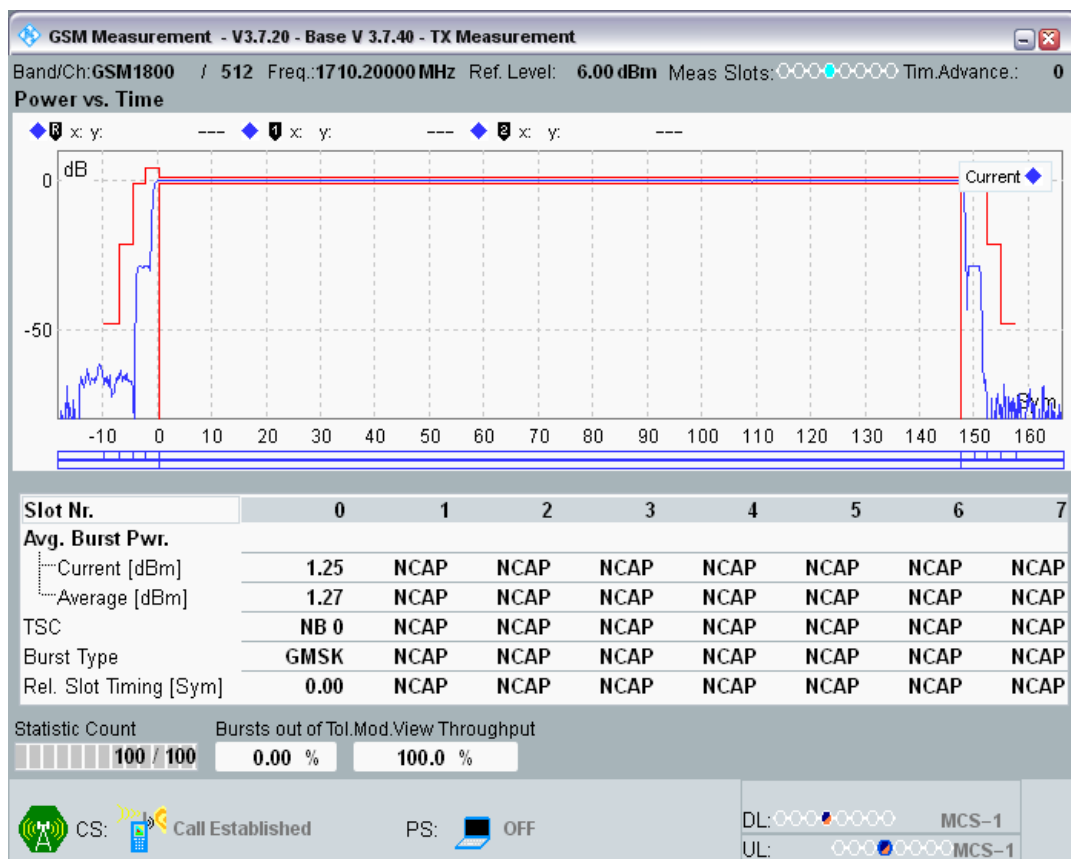 GSM Measurement - V3.7.20 - Base V 3.7.40 - TX Measurement
Band/Ch:GSM1800 / 512 Freq.:1710.20000 MHz Ref. Level: 6.00 dBm Meas Slots: Tim.Advance.: 0
Power vs. Time
R x: y: --- 1 x: y: --- 2 x: y: ---
dB
Current
0
-50
Sym
-10 0 10 20 30 40 50 60 70 80 90 100 110 120 130 140 150 160
Slot Nr. 0 1 2 3 4 5 6 7
Avg. Burst Pwr.
Current [dBm] 1.25 NCAP NCAP NCAP NCAP NCAP NCAP NCAP
Average [dBm] 1.27 NCAP NCAP NCAP NCAP NCAP NCAP NCAP
TSC NB 0 NCAP NCAP NCAP NCAP NCAP NCAP NCAP
Burst Type GMSK NCAP NCAP NCAP NCAP NCAP NCAP NCAP
Rel. Slot Timing [Sym] 0.00 NCAP NCAP NCAP NCAP NCAP NCAP NCAP
Statistic Count Bursts out of Tol.Mod.View Throughput
100 / 100 0.00 % 100.0 %
CS: Call Established PS: OFF DL: MCS-1
UL: MCS-1